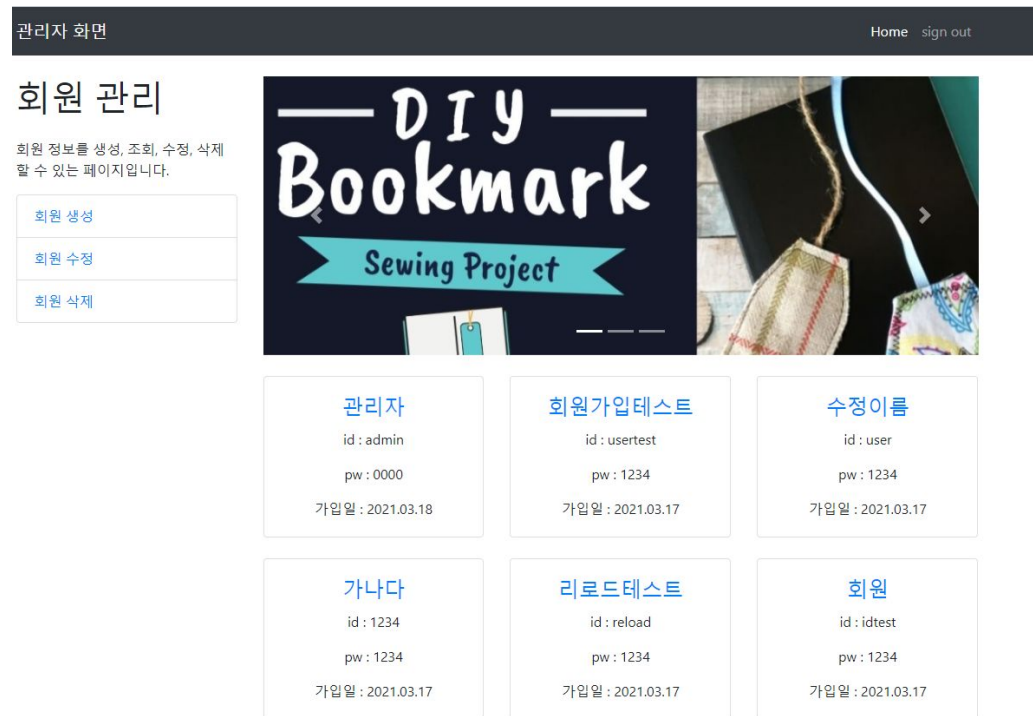 관리자 화면
Home sign out
회원 관리
회원 정보를 생성, 조회, 수정, 삭제
할 수 있는 페이지입니다.
회원 생성
회원 수정
회원 삭제
DIY
Bookmark
Sewing Project
관리자
id : admin
pw : 0000
가입일 : 2021.03.18
회원가입테스트
id : usertest
pw : 1234
가입일 : 2021.03.17
수정이름
id : user
pw : 1234
가입일 : 2021.03.17
가나다
id : 1234
pw : 1234
가입일 : 2021.03.17
리로드테스트
id : reload
pw : 1234
가입일 : 2021.03.17
회원
id : idtest
pw : 1234
가입일 : 2021.03.17